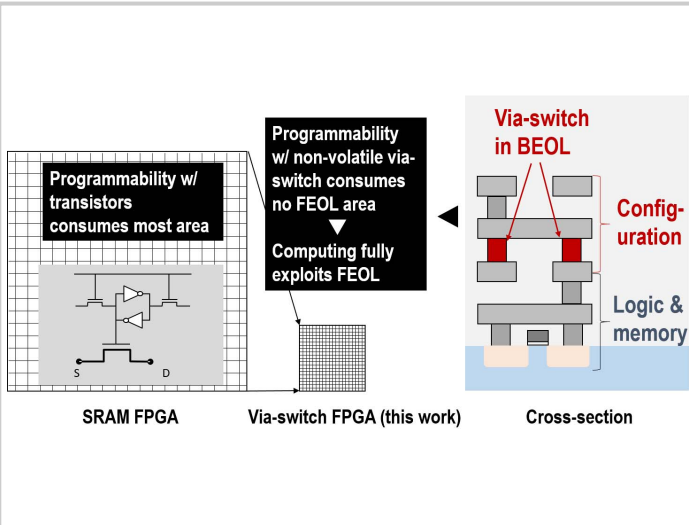 Programmability w/
transistors
consumes most area
S
D
SRAM FPGA
Programmability
w/ non-volatile via-
switch consumes
no FEOL area
Computing fully
exploits FEOL
Via-switch FPGA (this work)
Via-switch
in BEOL
Config-
uration
Logic &
memory
Cross-section